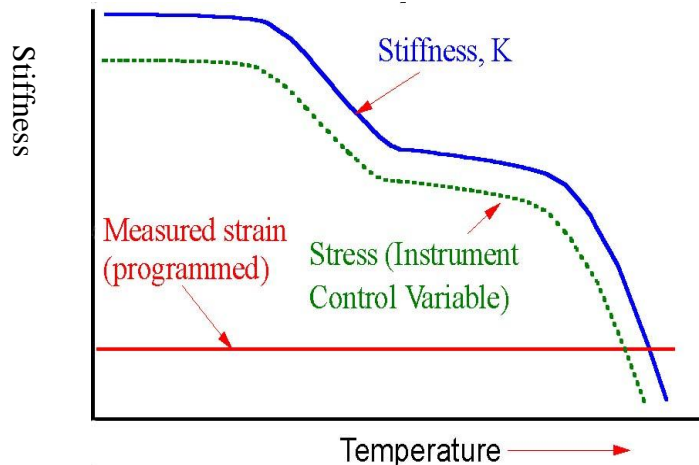 Stiffness
Stiffness, K
Measured strain
(programmed)
Stress (Instrument
Control Variable)
Temperature